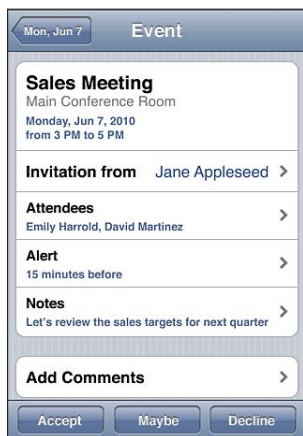 Mon, Jun 7
Event
Sales Meeting
Main Conference Room
Monday, Jun 7, 2010
from 3 PM to 5 PM
Invitation from Jane Appleseed
Attendees
Emily Harrold, David Martinez
Alert
15 minutes before
Notes
Let's review the sales targets for next quarter
Add Comments
Accept
Maybe
Decline